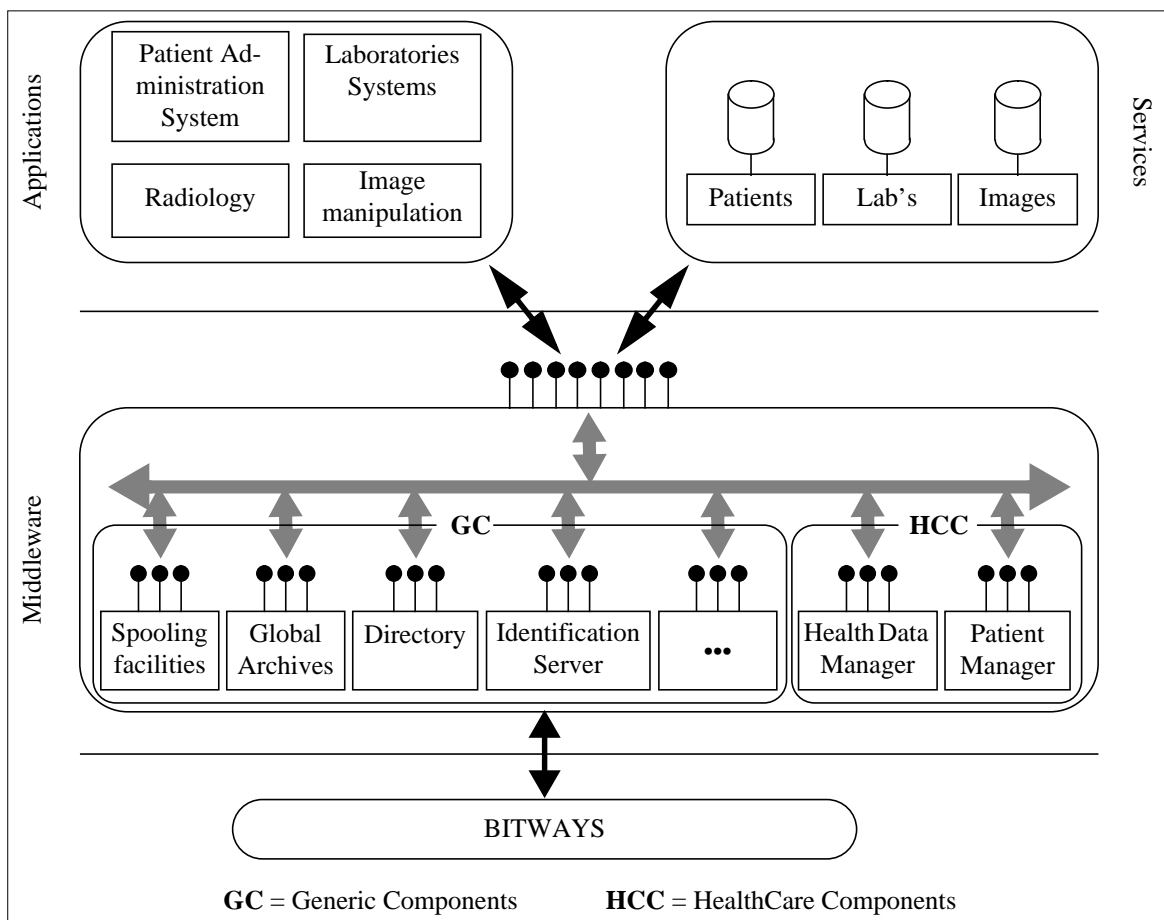 Applications
Patient Ad-
ministration
System
Laboratories
Systems
Radiology
Image
manipulation
Patients
Lab's
Images
Services
Middleware
GC
HCC
Spooling
facilities
Global
Archives
Directory
Identification
Server
...
Health Data
Manager
Patient
Manager
BITWAYS
GC = Generic Components
HCC = HealthCare Components